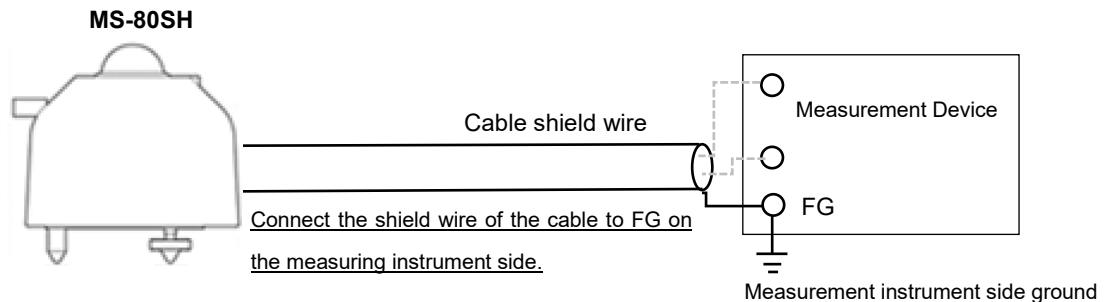 MS-80SH
Cable shield wire
Measurement Device
Connect the shield wire of the cable to FG on
the measuring instrument side.
FG
Measurement instrument side ground